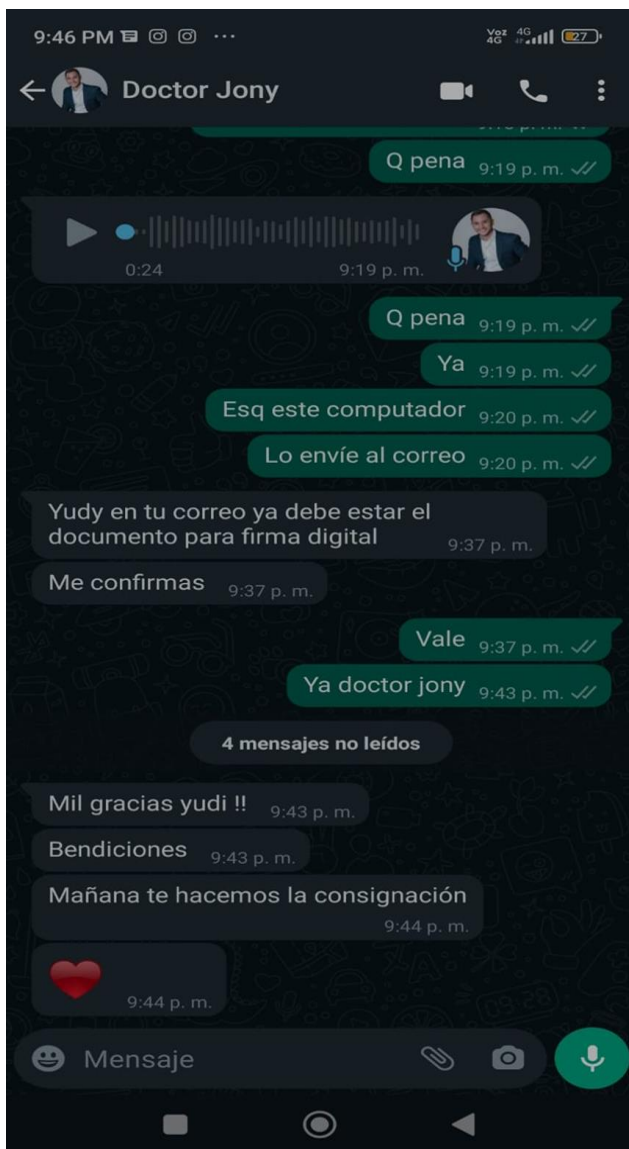 9:46 PM
Voz 4G 4G 27
Doctor Jony
Q pena 9:19 p. m.
0:24 9:19 p. m.
Q pena 9:19 p. m.
Ya 9:19 p. m.
Esq este computador 9:20 p. m.
Lo envíe al correo 9:20 p. m.
Yudy en tu correo ya debe estar el
documento para firma digital 9:37 p. m.
Me confirmas 9:37 p. m.
Vale 9:37 p. m.
Ya doctor jony 9:43 p. m.
4 mensajes no leídos
Mil gracias yudi !! 9:43 p. m.
Bendiciones 9:43 p. m.
Mañana te hacemos la consignación
9:44 p. m.
9:44 p. m.
Mensaje